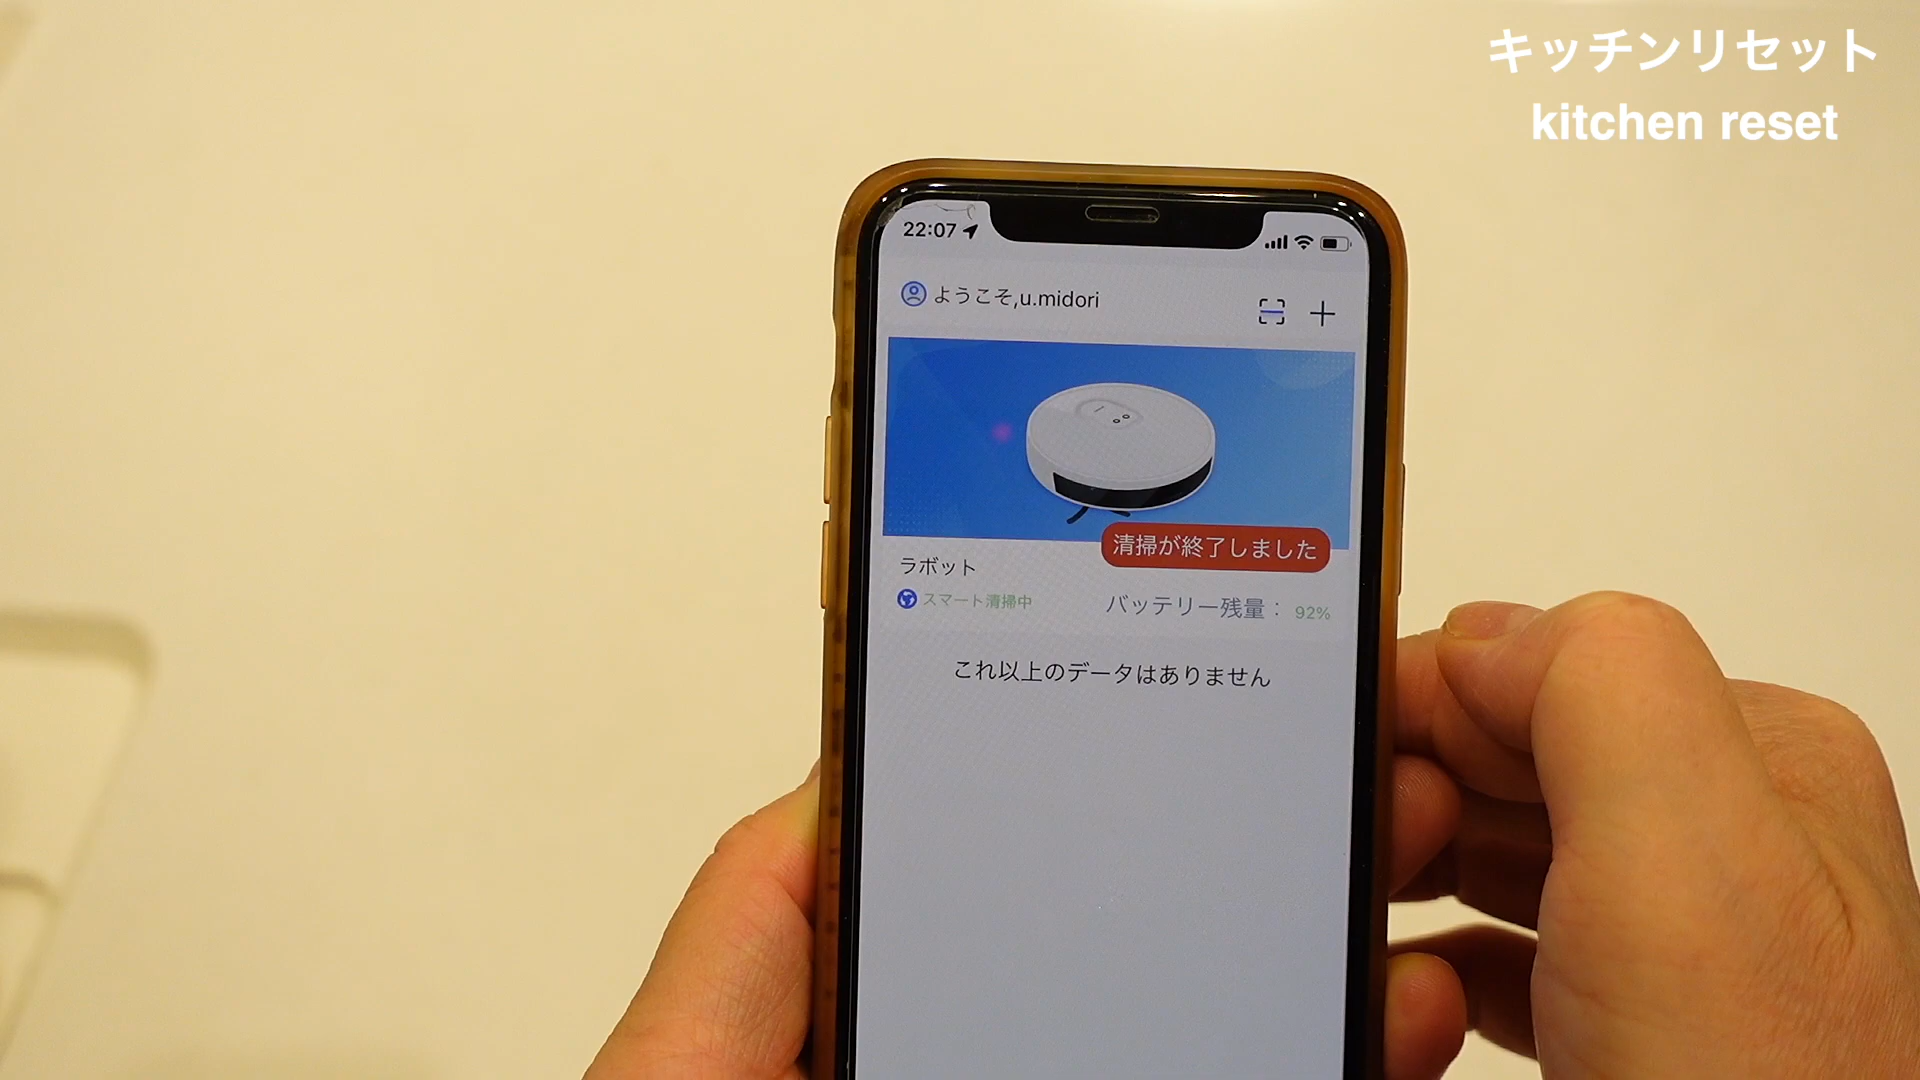 キッチンリセット
kitchen reset
22:07
ようこそ,u.midori
清掃が終了しました
ラボット
スマート清掃中
バッテリー残量： 92%
これ以上のデータはありません